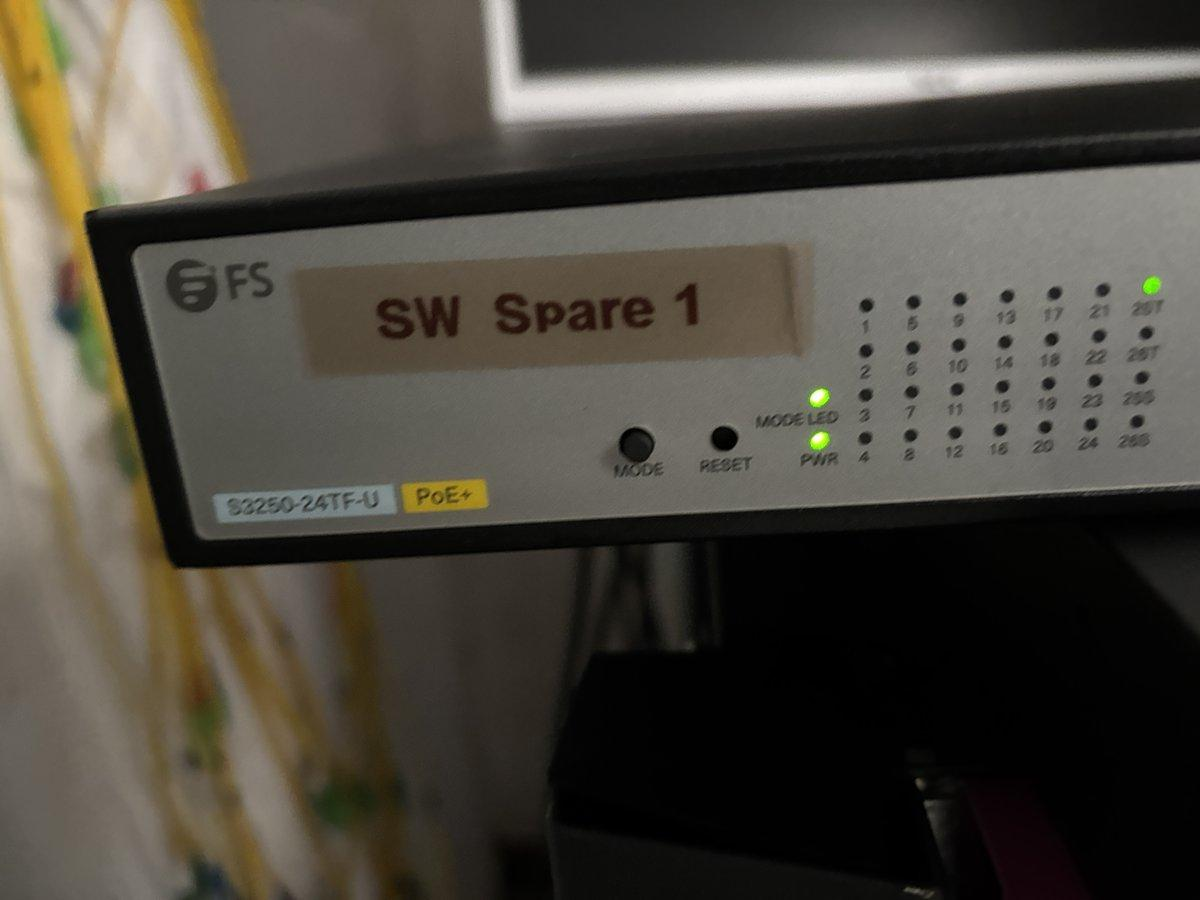 FS
SW Spare 1
1 5 9 13 17 21 25T
2 6 10 14 18 22 26T
MODE LED 3 7 11 15 19 23 25S
PWR 4 8 12 16 20 24 26S
MODE RESET
S3250-24TF-U PoE+